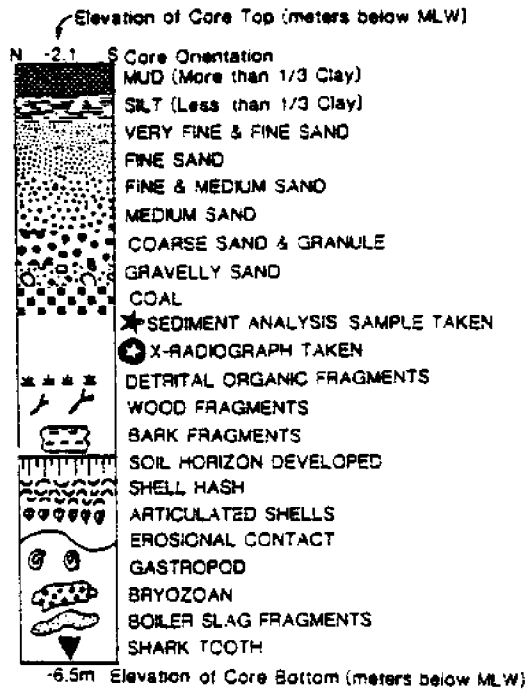 Elevation of Core Top (meters below MLW)
N -2.1 S Core Orientation
MUD (More than 1/3 Clay)
SILT (Less than 1/3 Clay)
VERY FINE & FINE SAND
FINE SAND
FINE & MEDIUM SAND
MEDIUM SAND
COARSE SAND & GRANULE
GRAVELLY SAND
COAL
SEDIMENT ANALYSIS SAMPLE TAKEN
X-RADIOGRAPH TAKEN
DETRITAL ORGANIC FRAGMENTS
WOOD FRAGMENTS
BARK FRAGMENTS
SOIL HORIZON DEVELOPED
SHELL HASH
ARTICULATED SHELLS
EROSIONAL CONTACT
GASTROPOD
BRYOZOAN
BOILER SLAG FRAGMENTS
SHARK TOOTH
-6.5m Elevation of Core Bottom (meters below MLW)